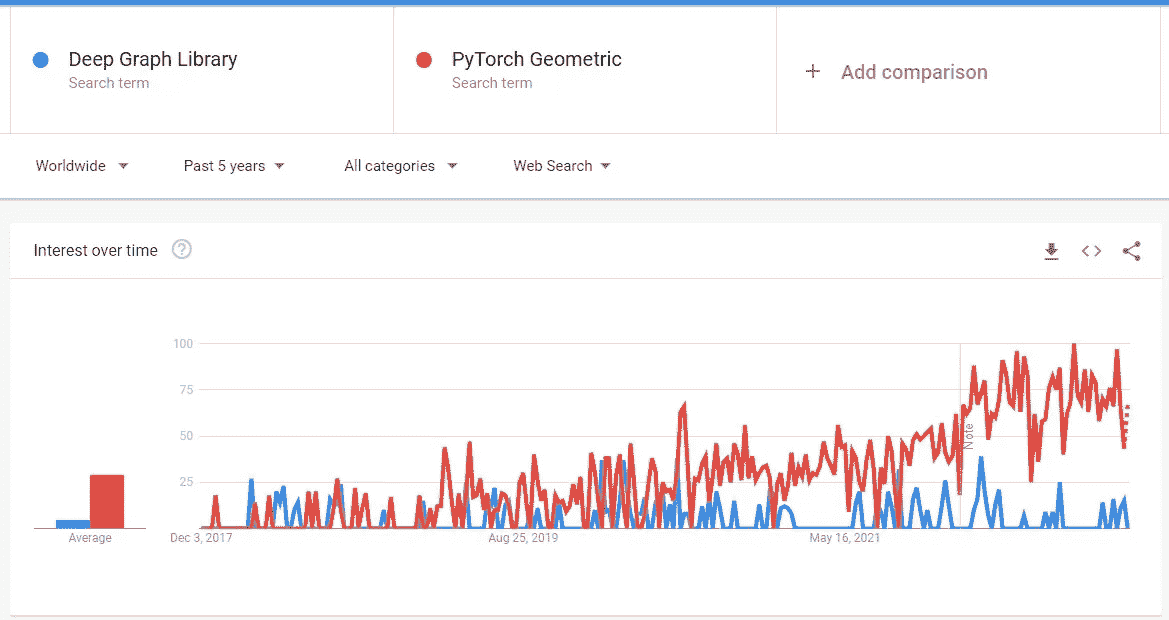 Deep Graph Library
Search term
PyTorch Geometric
Search term
+ Add comparison
Worldwide
Past 5 years
All categories
Web Search
Interest over time
?
100
75
50
25
Note
Average
Dec 3, 2017
Aug 25, 2019
May 16, 2021